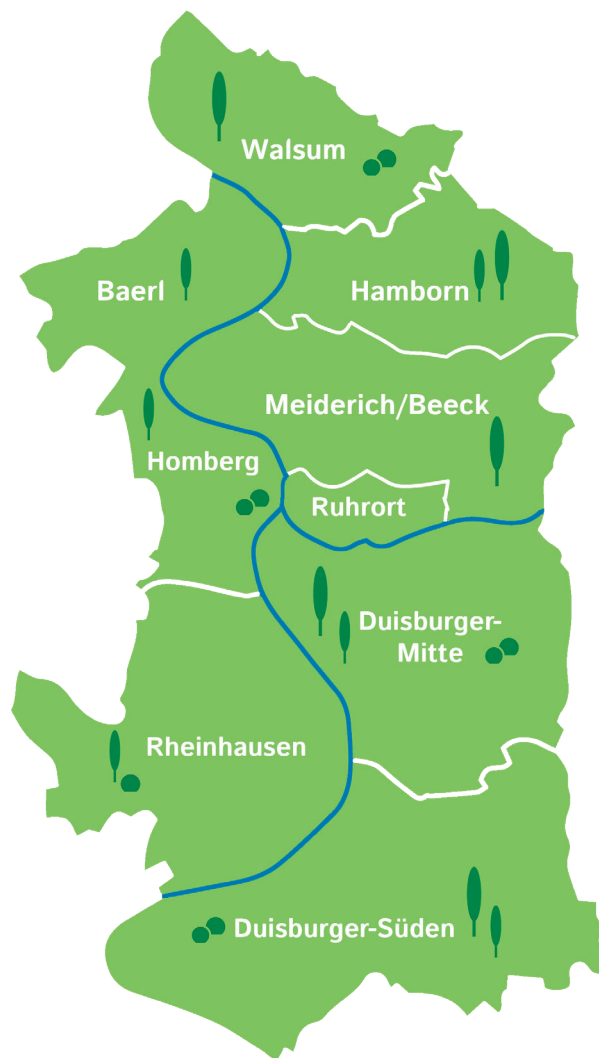 Walsum
Baerl
Hamborn
Meiderich/Beeck
Homberg
Ruhrort
Duisburger-
Mitte
Rheinhausen
Duisburger-Süden